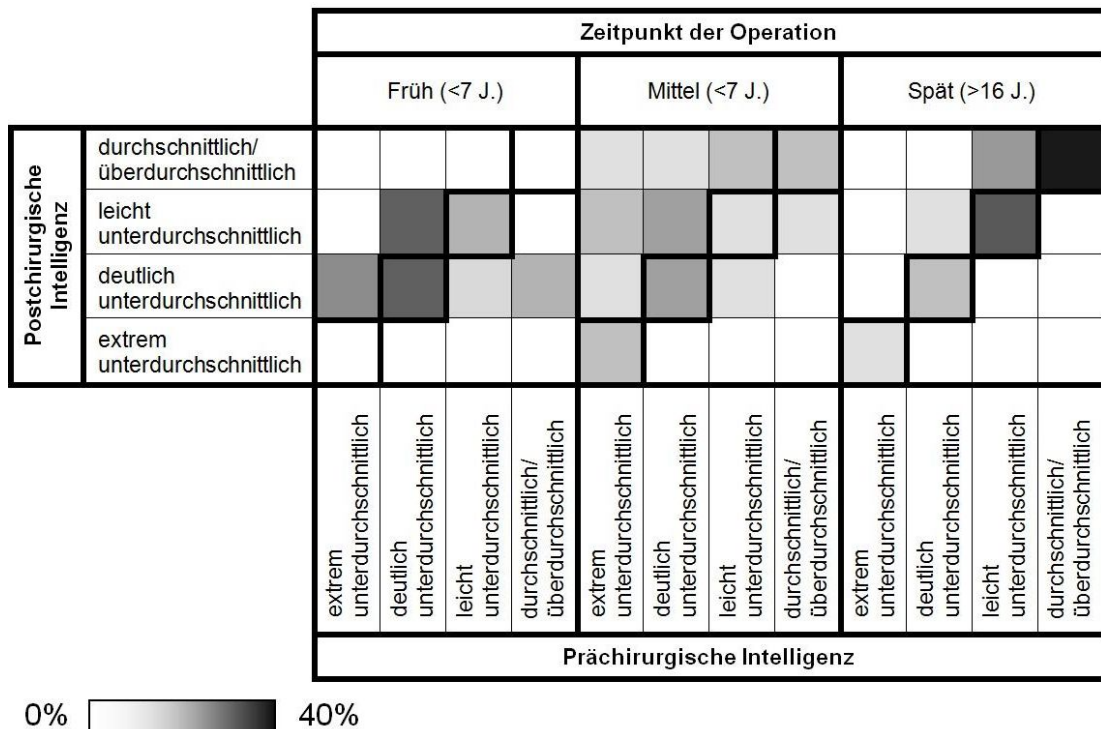 Zeitpunkt der Operation
Früh (<7 J.)
Mittel (<7 J.)
Spät (>16 J.)
Postchirurgische
Intelligenz
durchschnittlich/
überdurchschnittlich
leicht
unterdurchschnittlich
deutlich
unterdurchschnittlich
extrem
unterdurchschnittlich
extrem
unterdurchschnittlich
deutlich
unterdurchschnittlich
leicht
unterdurchschnittlich
durchschnittlich/
überdurchschnittlich
extrem
unterdurchschnittlich
deutlich
unterdurchschnittlich
leicht
unterdurchschnittlich
durchschnittlich/
überdurchschnittlich
extrem
unterdurchschnittlich
deutlich
unterdurchschnittlich
leicht
unterdurchschnittlich
durchschnittlich/
überdurchschnittlich
Prächirurgische Intelligenz
0%
40%